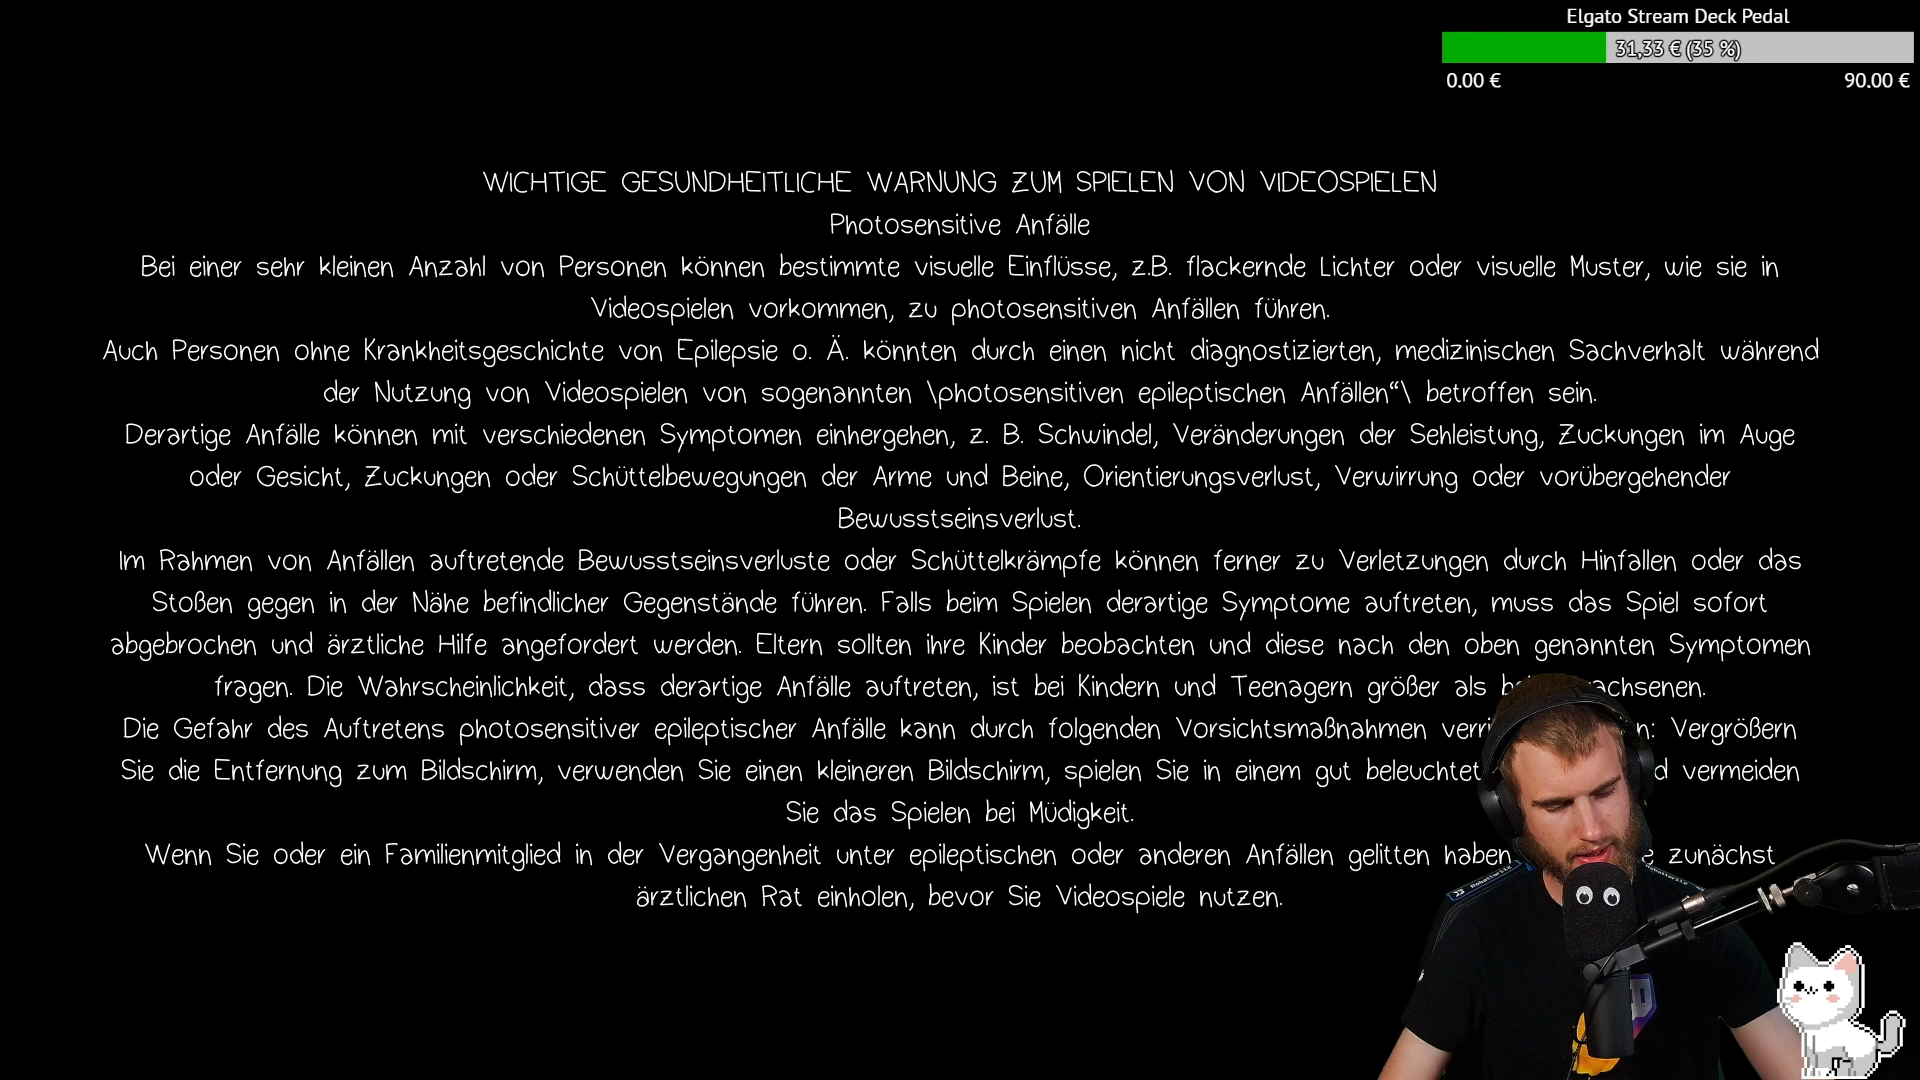 Elgato Stream Deck Pedal
31,33 € (35 %)
0.00 € 90.00 €
WICHTIGE GESUNDHEITLICHE WARNUNG ZUM SPIELEN VON VIDEOSPIELEN
Photosensitive Anfälle
Bei einer sehr kleinen Anzahl von Personen können bestimmte visuelle Einflüsse, z.B. flackernde Lichter oder visuelle Muster, wie sie in
Videospielen vorkommen, zu photosensitiven Anfällen führen.
Auch Personen ohne Krankheitsgeschichte von Epilepsie o. Ä. könnten durch einen nicht diagnostizierten, medizinischen Sachverhalt während
der Nutzung von Videospielen von sogenannten \photosensitiven epileptischen Anfällen“\ betroffen sein.
Derartige Anfälle können mit verschiedenen Symptomen einhergehen, z. B. Schwindel, Veränderungen der Sehleistung, Zuckungen im Auge
oder Gesicht, Zuckungen oder Schüttelbewegungen der Arme und Beine, Orientierungsverlust, Verwirrung oder vorübergehender
Bewusstseinsverlust.
Im Rahmen von Anfällen auftretende Bewusstseinsverluste oder Schüttelkrämpfe können ferner zu Verletzungen durch Hinfallen oder das
Stoßen gegen in der Nähe befindlicher Gegenstände führen. Falls beim Spielen derartige Symptome auftreten, muss das Spiel sofort
abgebrochen und ärztliche Hilfe angefordert werden. Eltern sollten ihre Kinder beobachten und diese nach den oben genannten Symptomen
fragen. Die Wahrscheinlichkeit, dass derartige Anfälle auftreten, ist bei Kindern und Teenagern größer als
Die Gefahr des Auftretens photosensitiver epileptischer Anfälle kann durch folgenden Vorsichtsmaßnahmen Vergrößern
Sie die Entfernung zum Bildschirm, verwenden Sie einen kleineren Bildschirm, spielen Sie in einem gut vermeiden
Sie das Spielen bei Müdigkeit.
Wenn Sie oder ein Familienmitglied in der Vergangenheit unter epileptischen oder anderen Anfällen gelitten haben zunächst
ärztlichen Rat einholen, bevor Sie Videospiele nutzen.